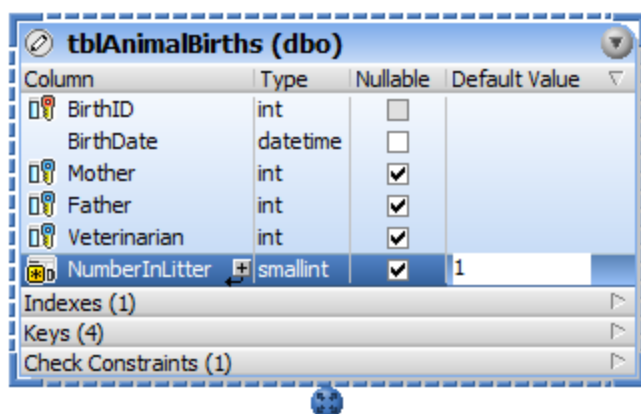 tblAnimalBirths (dbo)
Column Type Nullable Default Value
BirthID int
BirthDate datetime
Mother int
Father int
Veterinarian int
NumberInLitter smallint 1
Indexes (1)
Keys (4)
Check Constraints (1)